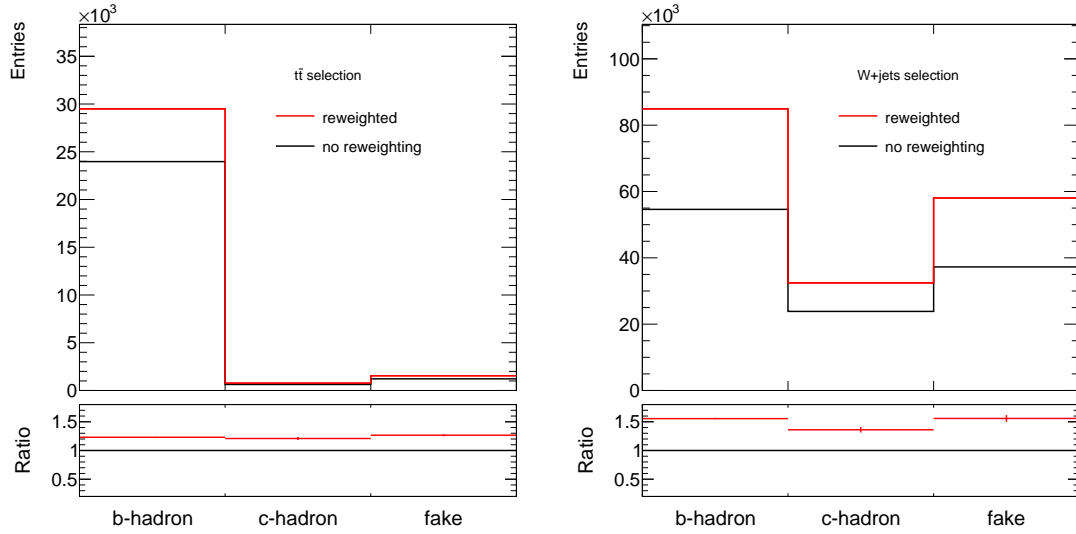 ×10³
Entries
35
30
25
20
15
10
5
0
tt̄ selection
reweighted
no reweighting
Ratio
1.5
1
0.5
b-hadron c-hadron fake
×10³
Entries
100
80
60
40
20
0
W+jets selection
reweighted
no reweighting
Ratio
1.5
1
0.5
b-hadron c-hadron fake